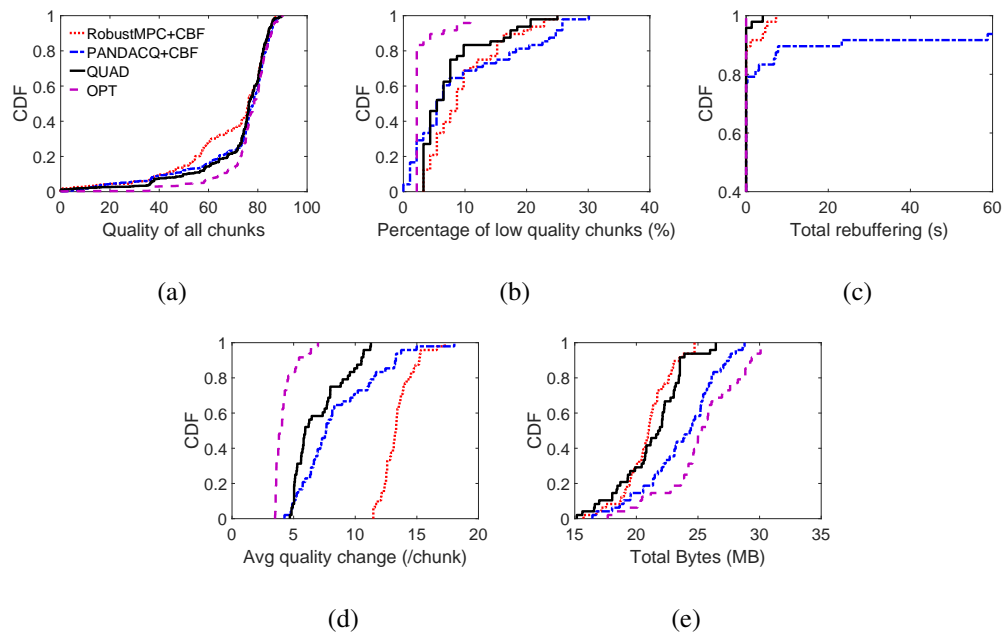 1
0.8
0.6
0.4
0.2
0
CDF
RobustMPC+CBF
PANDACQ+CBF
QUAD
OPT
0 20 40 60 80 100
Quality of all chunks
(a)
1
0.8
0.6
0.4
0.2
0
CDF
0 10 20 30 40
Percentage of low quality chunks (%)
(b)
1
0.8
0.6
0.4
CDF
0 20 40 60
Total rebuffering (s)
(c)
1
0.8
0.6
0.4
0.2
0
CDF
0 5 10 15 20
Avg quality change (/chunk)
(d)
1
0.8
0.6
0.4
0.2
0
CDF
15 20 25 30 35
Total Bytes (MB)
(e)